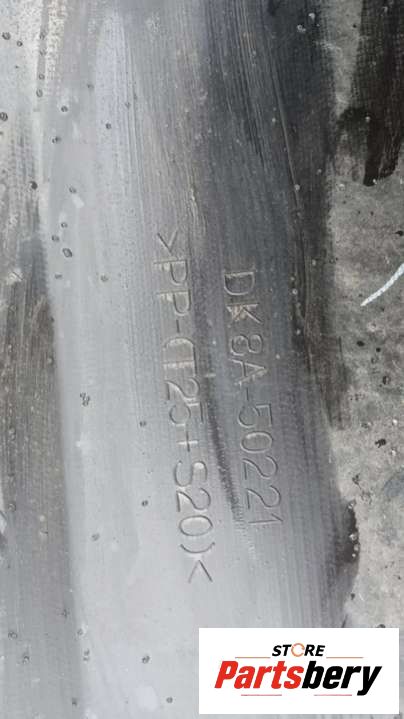 DK8A-50221
>PP-(T25+S20)<
STORE
Partsbery